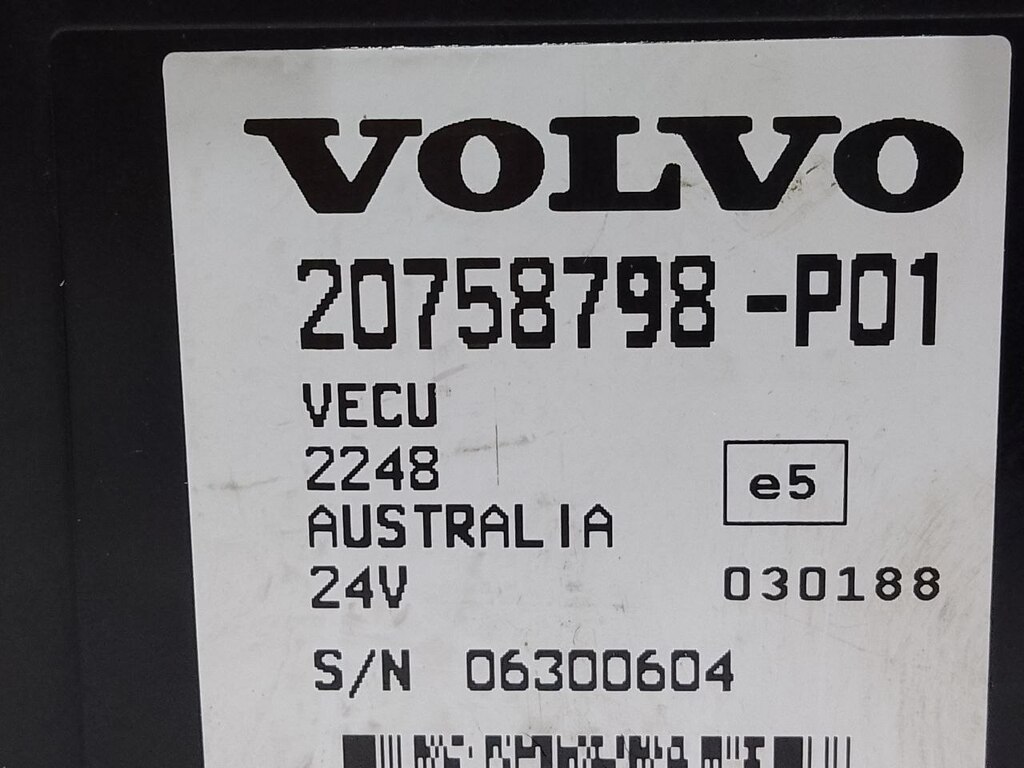 VOLVO
20758798-P01
VECU
2248
e5
AUSTRALIA
24V
030188
S/N 06300604